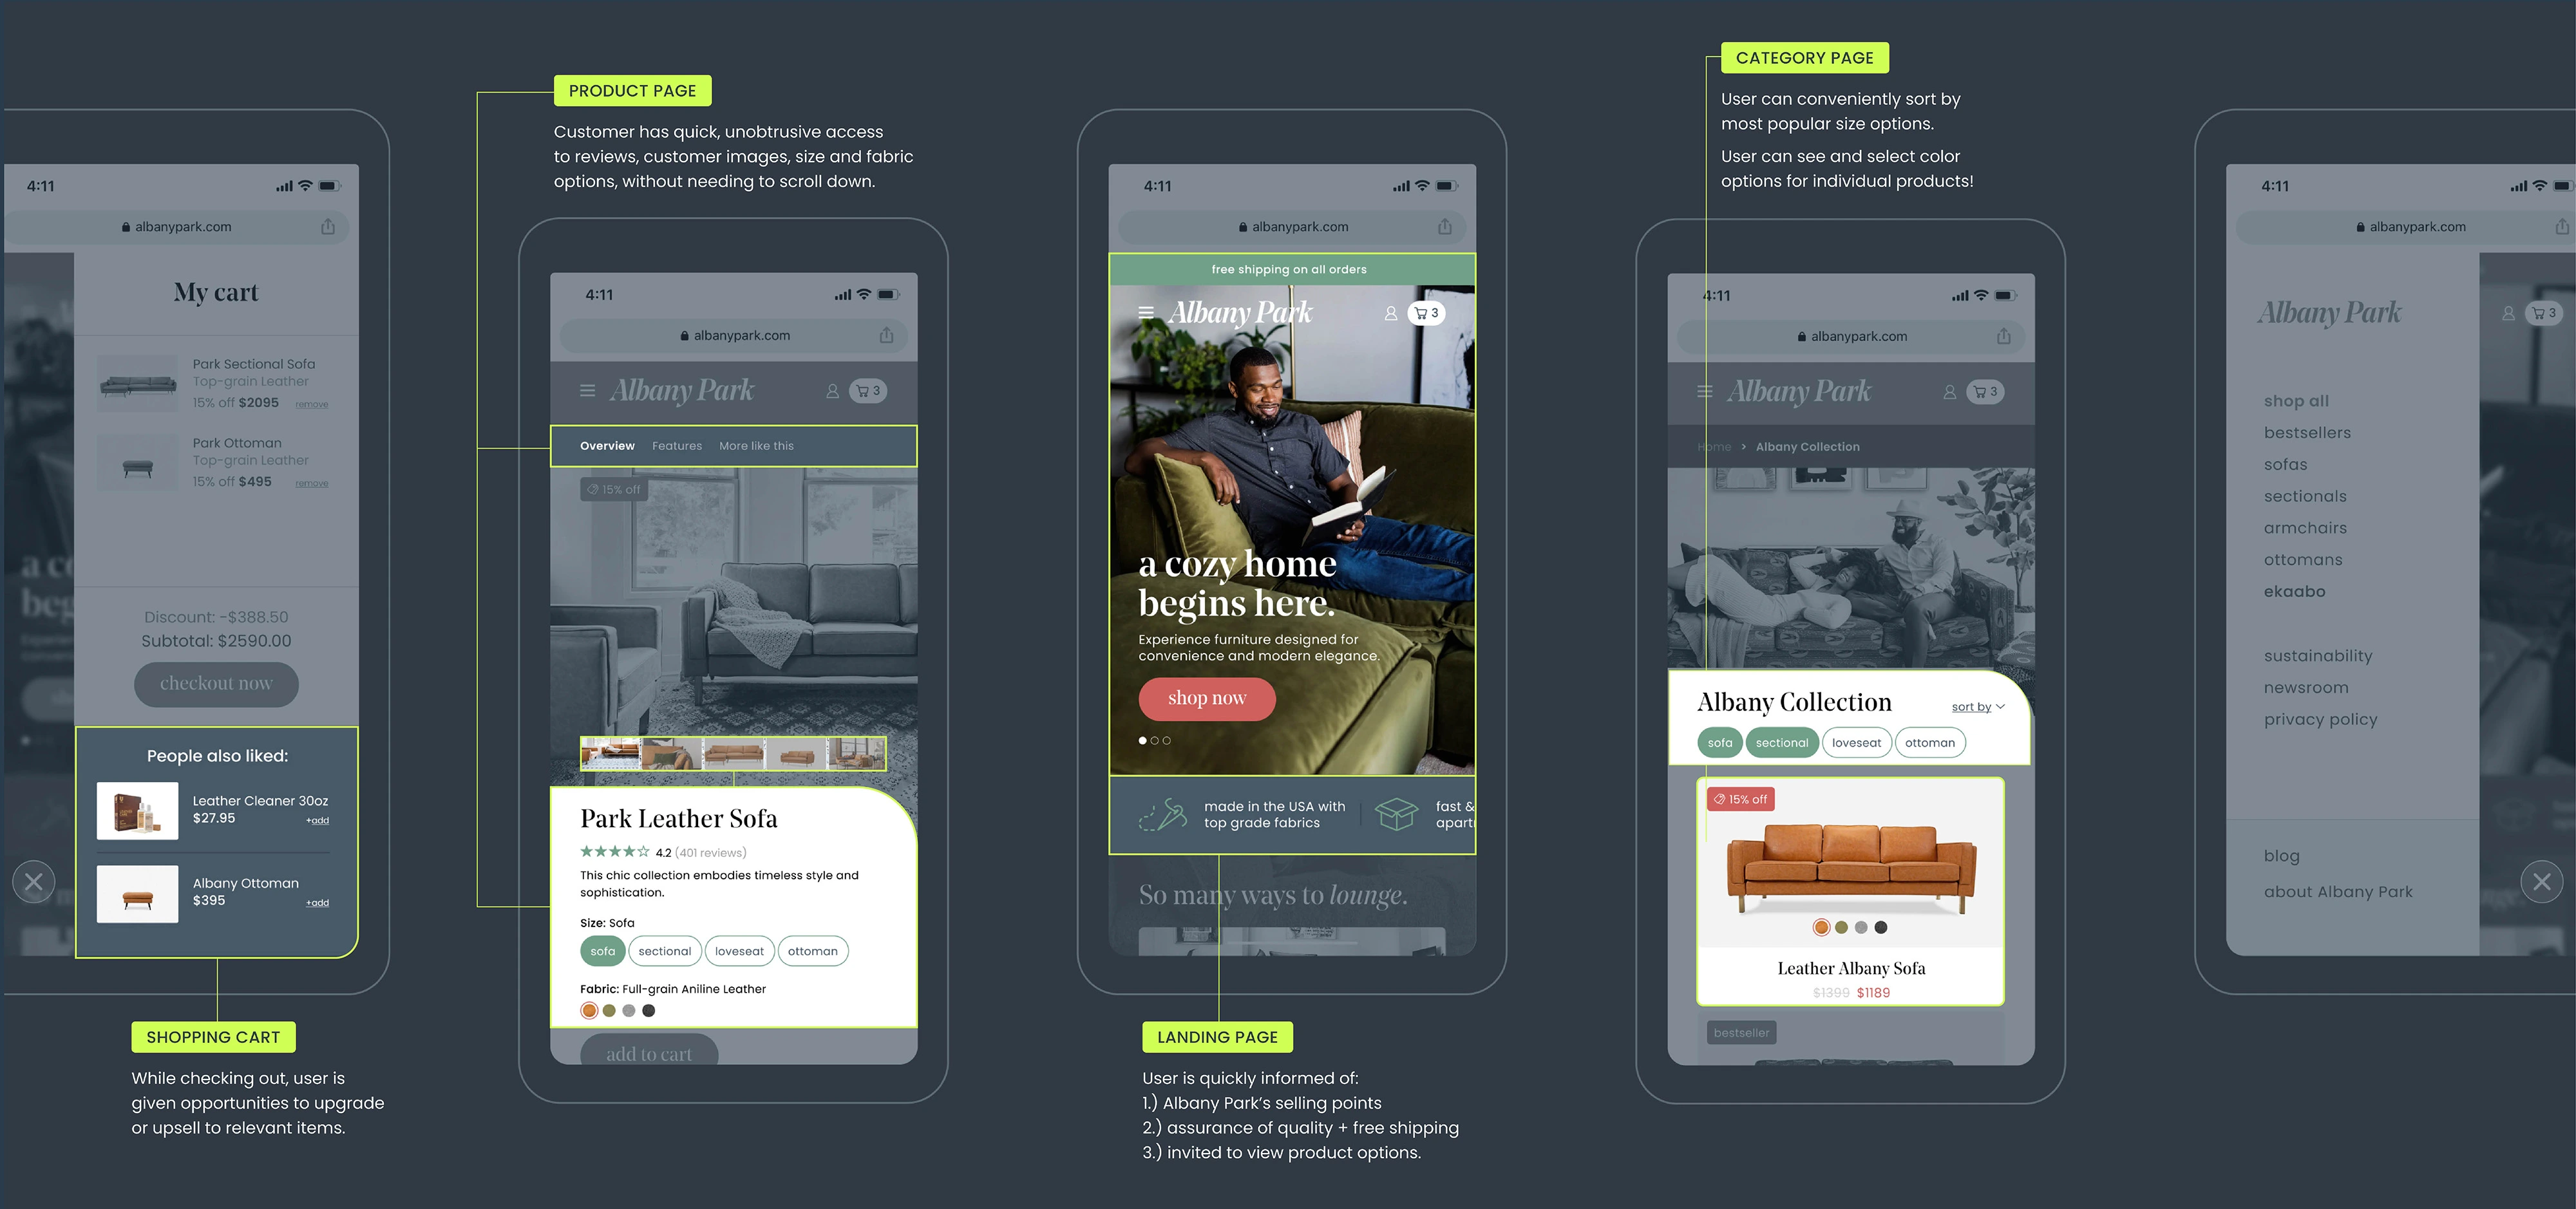 4:11
albanypark.com
My cart
Park Sectional Sofa
Top-grain Leather
15% off $2095 remove
Park Ottoman
Top-grain Leather
15% off $495 remove
a co
beg
Discount: -$388.50
Subtotal: $2590.00
checkout now
People also liked:
Leather Cleaner 30oz
$27.95 +add
Albany Ottoman
$395 +add
SHOPPING CART
While checking out, user is
given opportunities to upgrade
or upsell to relevant items.
PRODUCT PAGE
Customer has quick, unobtrusive access
to reviews, customer images, size and fabric
options, without needing to scroll down.
4:11
albanypark.com
Albany Park 3
Overview Features More like this
15% off
Park Leather Sofa
4.2 (401 reviews)
This chic collection embodies timeless style and
sophistication.
Size: Sofa
sofa sectional loveseat ottoman
Fabric: Full-grain Aniline Leather
add to cart
4:11
albanypark.com
free shipping on all orders
Albany Park 3
a cozy home
begins here.
Experience furniture designed for
convenience and modern elegance.
shop now
made in the USA with
top grade fabrics
fast &
apart
So many ways to lounge.
LANDING PAGE
User is quickly informed of:
1.) Albany Park’s selling points
2.) assurance of quality + free shipping
3.) invited to view product options.
CATEGORY PAGE
User can conveniently sort by
most popular size options.
User can see and select color
options for individual products!
4:11
albanypark.com
Albany Park 3
Home > Albany Collection
Albany Collection sort by
sofa sectional loveseat ottoman
15% off
Leather Albany Sofa
$1399 $1189
bestseller
4:11
albanypark.com
Albany Park 3
shop all
bestsellers
sofas
sectionals
armchairs
ottomans
ekaabo
sustainability
newsroom
privacy policy
blog
about Albany Park